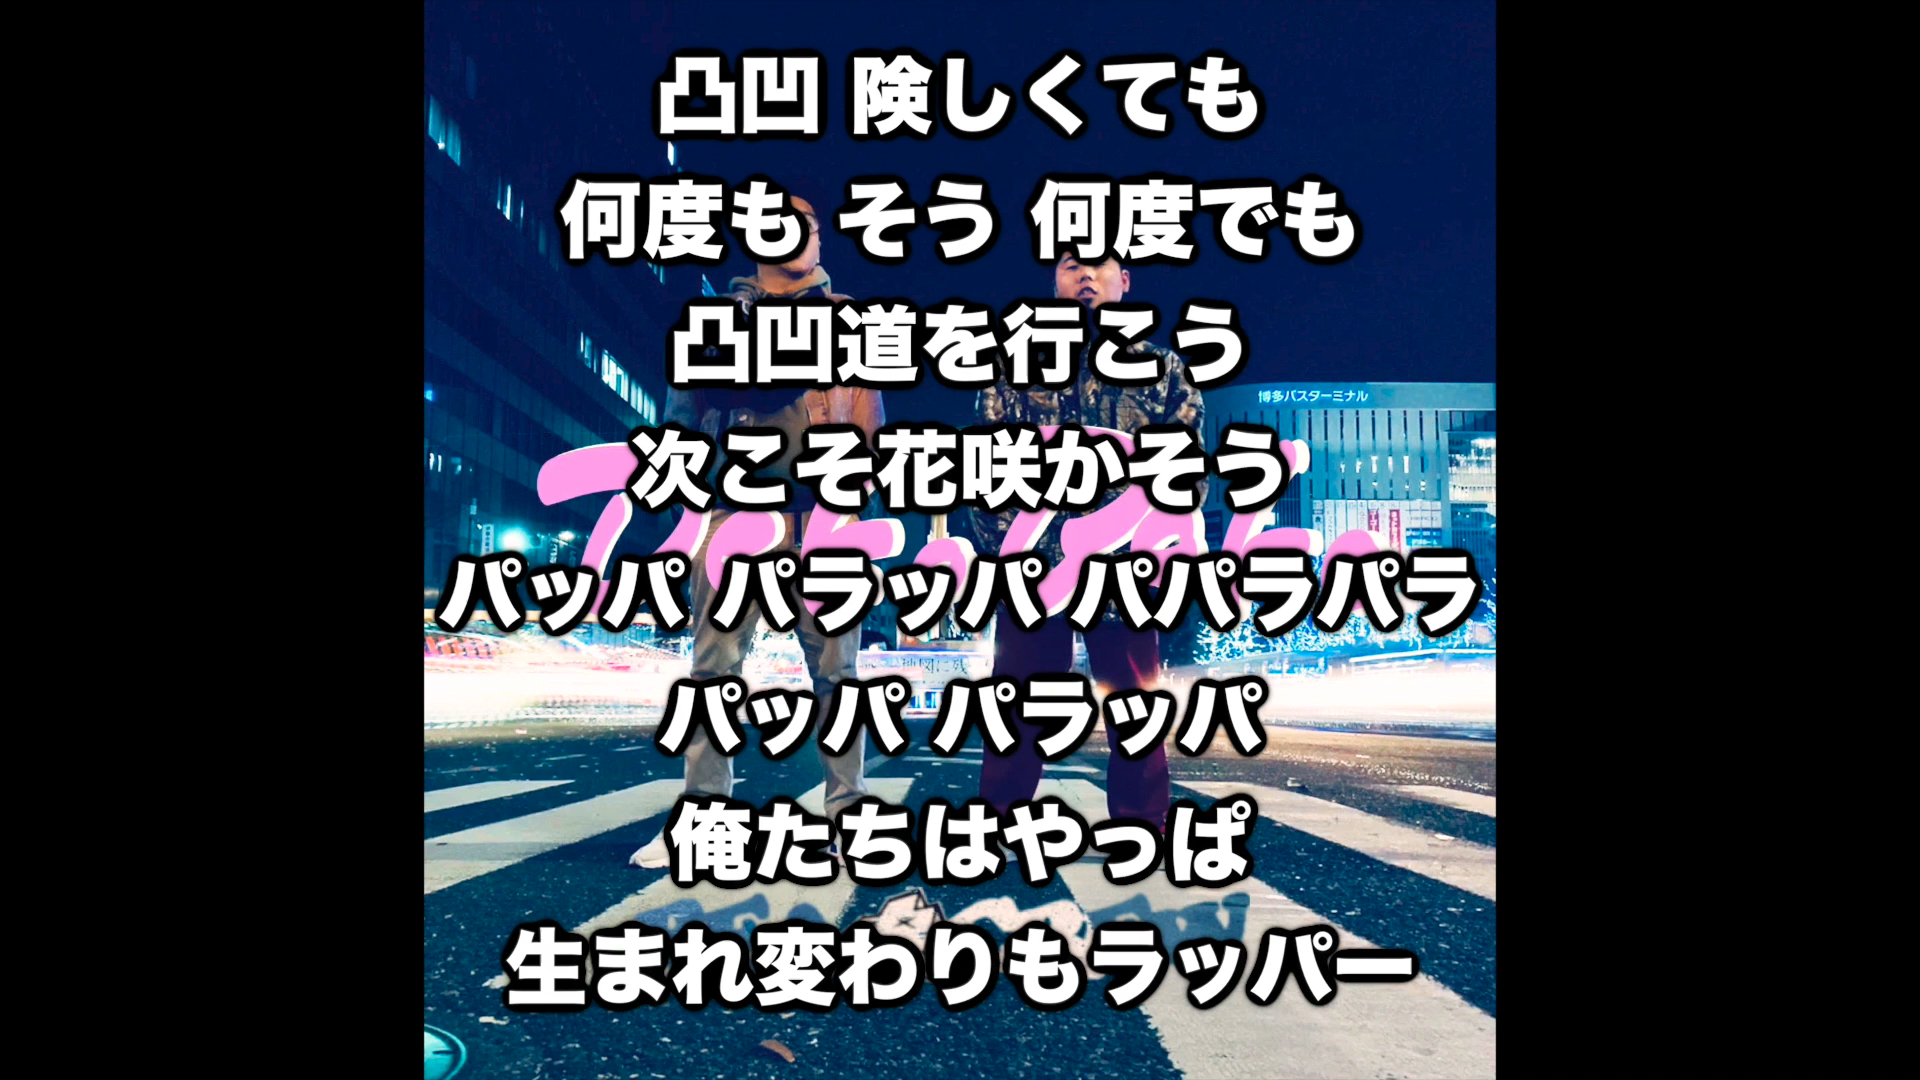 凸凹 険しくても
何度も そう 何度でも
凸凹道を行こう
博多バスターミナル
次こそ花咲かそう
パッパ パラッパ パパラパラ
地図に残
パッパ パラッパ
俺たちはやっぱ
生まれ変わりもラッパー